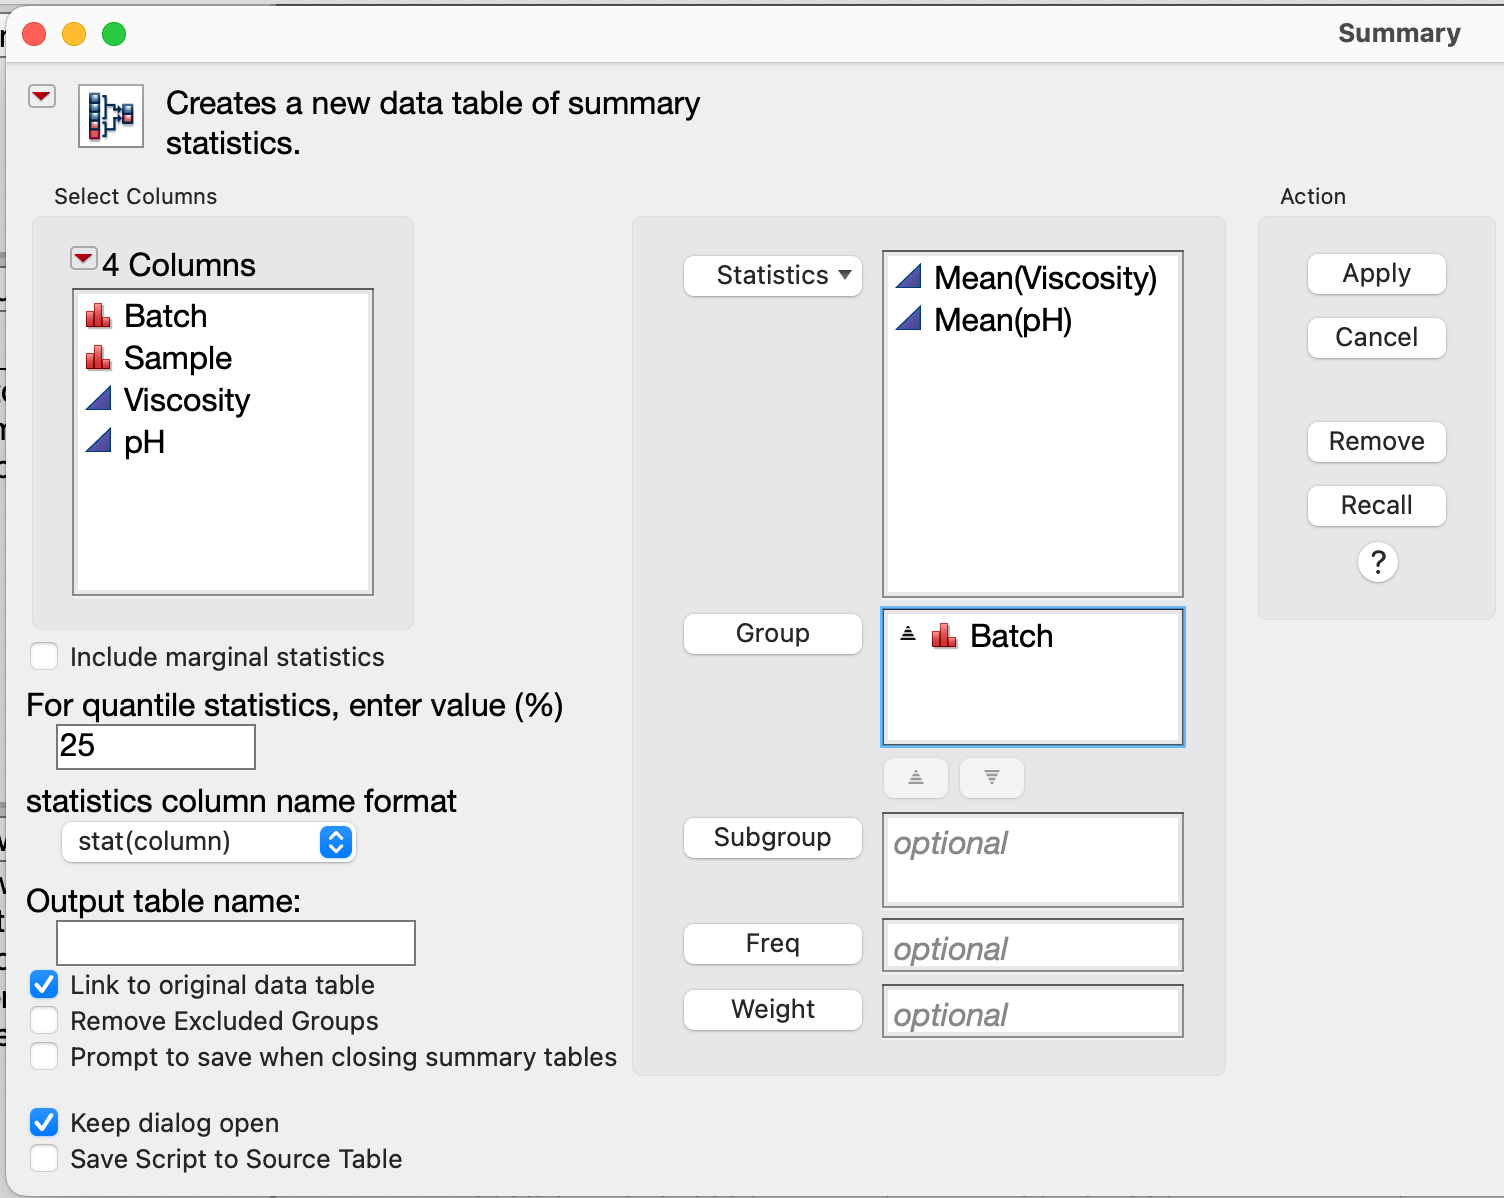 Summary
Creates a new data table of summary
statistics.
Select Columns
4 Columns
Batch
Sample
Viscosity
pH
Include marginal statistics
For quantile statistics, enter value (%)
25
statistics column name format
stat(column)
Output table name:
Link to original data table
Remove Excluded Groups
Prompt to save when closing summary tables
Keep dialog open
Save Script to Source Table
Statistics
Mean(Viscosity)
Mean(pH)
Group
Batch
Subgroup
optional
Freq
optional
Weight
optional
Action
Apply
Cancel
Remove
Recall
?